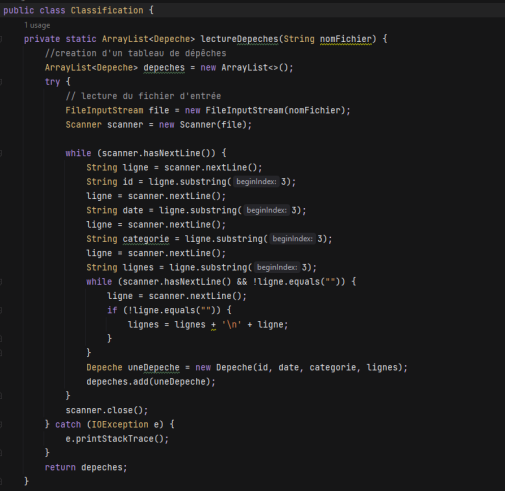 public class Classification {
1 usage
private static ArrayList<Depeche> lectureDepeches(String nomFichier) {
//creation d'un tableau de dépêches
ArrayList<Depeche> depeches = new ArrayList<>();
try {
// lecture du fichier d'entrée
FileInputStream file = new FileInputStream(nomFichier);
Scanner scanner = new Scanner(file);
while (scanner.hasNextLine()) {
String ligne = scanner.nextLine();
String id = ligne.substring( beginIndex: 3);
ligne = scanner.nextLine();
String date = ligne.substring( beginIndex: 3);
ligne = scanner.nextLine();
String categorie = ligne.substring( beginIndex: 3);
ligne = scanner.nextLine();
String lignes = ligne.substring( beginIndex: 3);
while (scanner.hasNextLine() && !ligne.equals("")) {
ligne = scanner.nextLine();
if (!ligne.equals("")) {
lignes = lignes + '\n' + ligne;
}
}
Depeche uneDepeche = new Depeche(id, date, categorie, lignes);
depeches.add(uneDepeche);
}
scanner.close();
} catch (IOException e) {
e.printStackTrace();
}
return depeches;
}